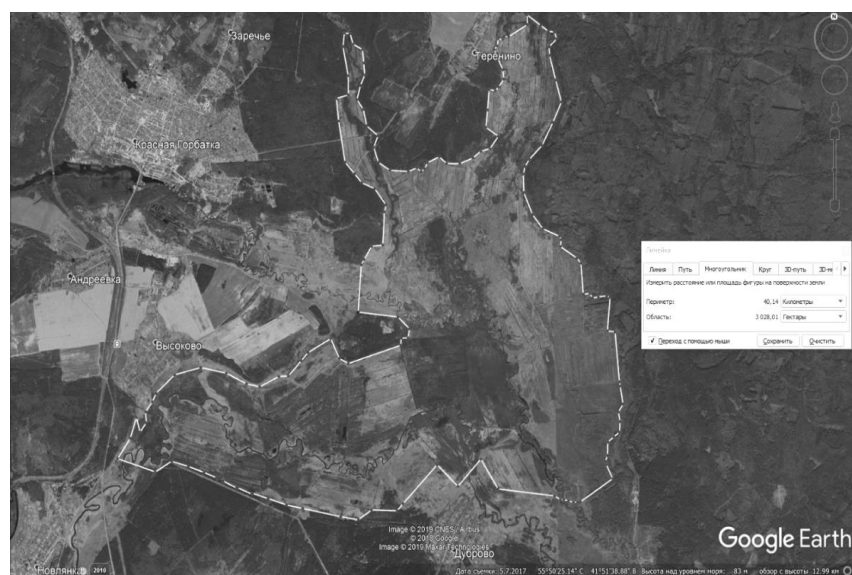 N
Заречье
Теренино
Красная Горбатка
Линейка
Линия Путь Многоугольник Круг 3D-путь
Измерить расстояние или площадь фигуры на поверхности земли
Андреевка
Периметр: 40,14 Километры
Область: 3 028,01 Гектары
Переход с помощью мыши Сохранить Очистить
Высоково
Image © 2019 CNES / Airbus
© 2018 Google
Image © 2019 Maxar Technologies
Google Earth
Дуброво
Новлянка
2019
Дата съемки: 5.7.2017 55°50'25.14" С 41°51'38.88" В Высота над уровнем моря: 83 м обзор с высоты 12.99 км